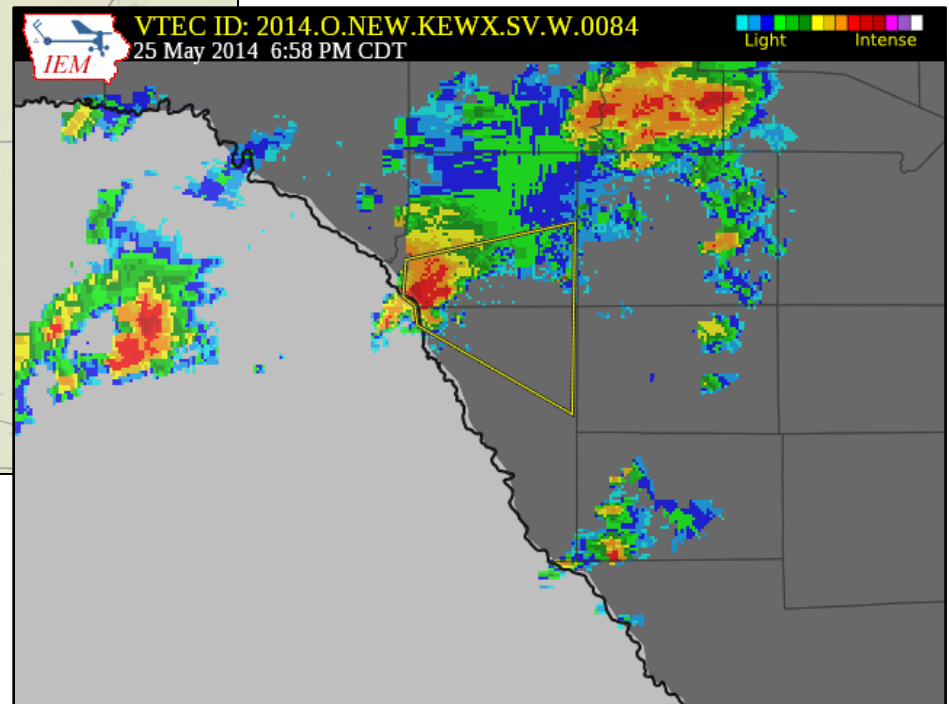 VTEC ID: 2014.O.NEW.KEWX.SV.W.0084
25 May 2014 6:58 PM CDT
IEM
Light
Intense